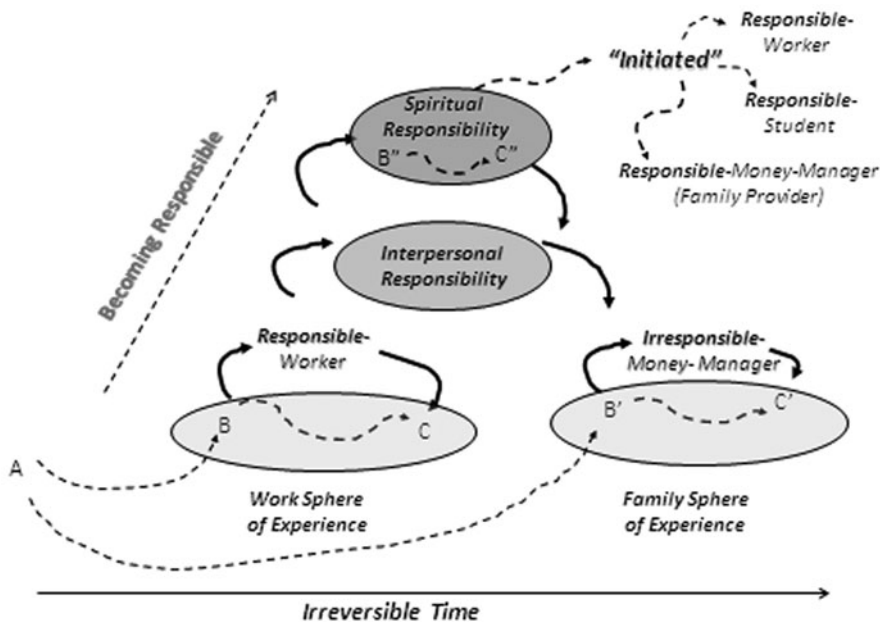 Responsible-
Worker
"Initiated"
Responsible-
Student
Responsible-Money-Manager
(Family Provider)
Spiritual
Responsibility
B" C"
Becoming Responsible
Interpersonal
Responsibility
Responsible-
Worker
Irresponsible-
Money- Manager
B C
B' C'
A
Work Sphere
of Experience
Family Sphere
of Experience
Irreversible Time